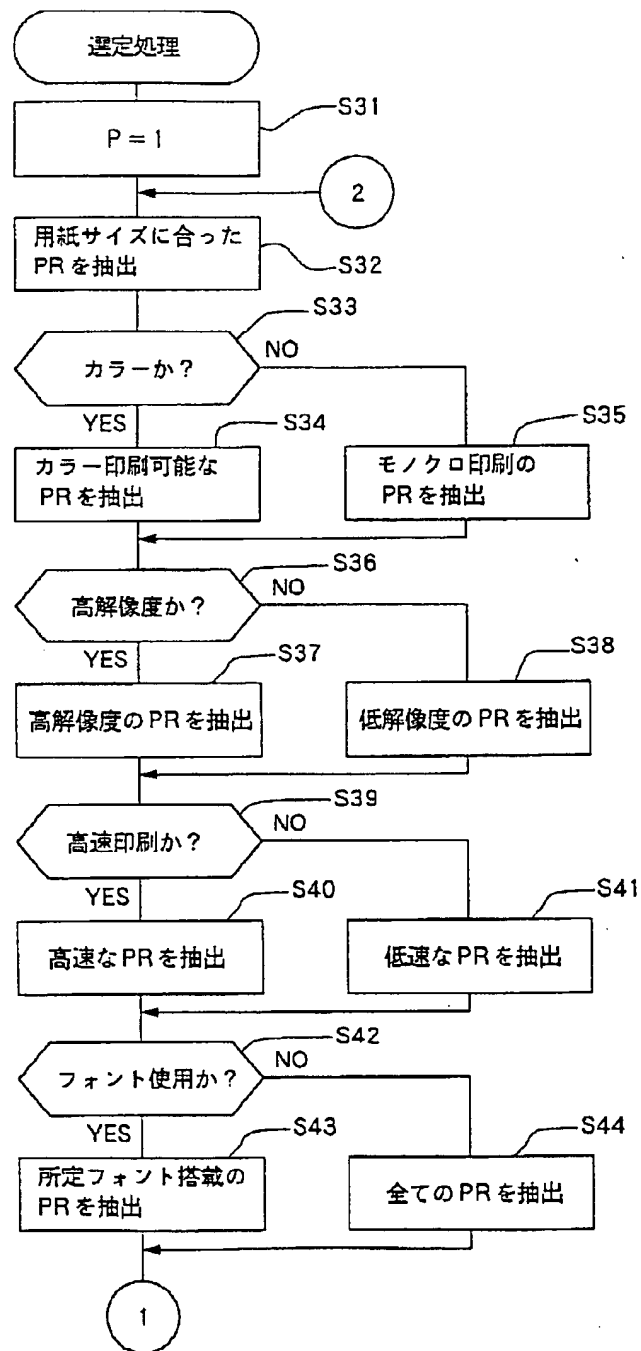 選定処理
S31
P=1
2
用紙サイズに合った
PRを抽出
S32
S33
カラーか?
NO
YES
S34
S35
カラー印刷可能な
PRを抽出
モノクロ印刷の
PRを抽出
S36
高解像度か?
NO
YES
S37
S38
高解像度のPRを抽出
低解像度のPRを抽出
S39
高速印刷か?
NO
YES
S40
S41
高速なPRを抽出
低速なPRを抽出
S42
フォント使用か?
NO
YES
S43
S44
所定フォント搭載の
PRを抽出
全てのPRを抽出
1